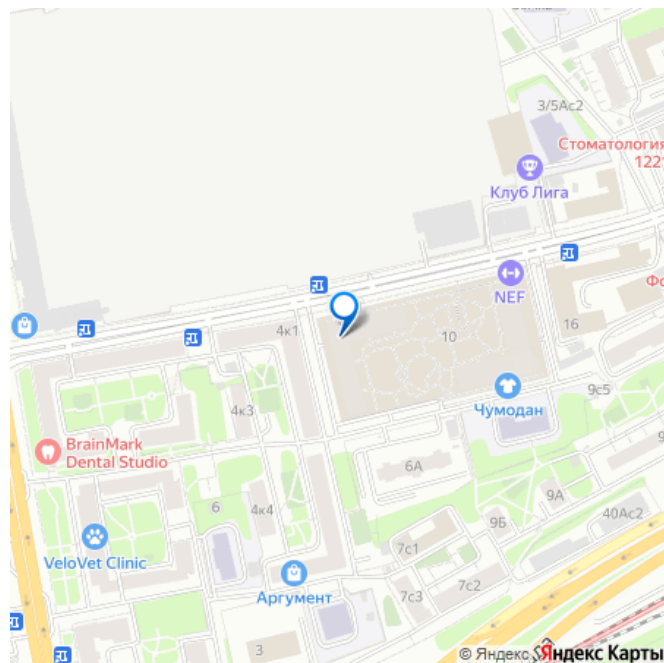 3/5Ас2
Стоматология
Клуб Лига
NEF
4к1
10
16
Чумодан
9с5
4к3
BrainMark
Dental Studio
6А
9А
6
4к4
9Б
40Ас2
VeloVet Clinic
7с1
Аргумент
7с2
7с3
3
© Яндекс
Яндекс Карты